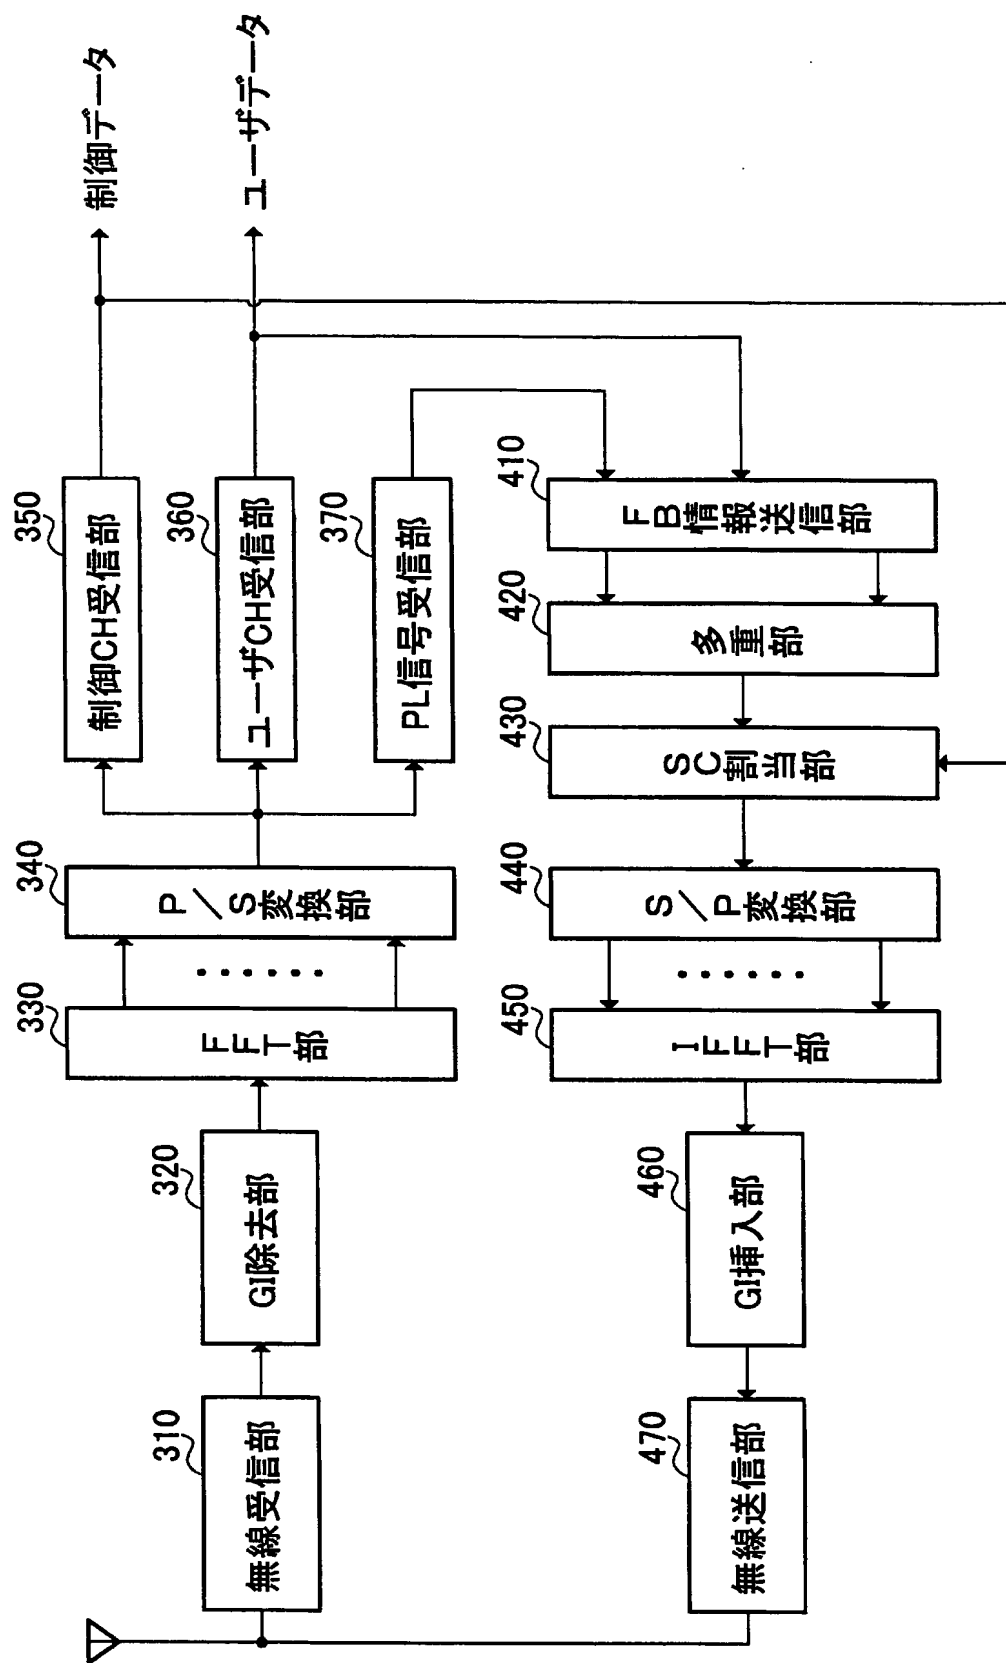 310
無線受信部
320
GI除去部
330
FFT部
340
P/S変換部
350
制御CH受信部
制御データ
360
ユーザCH受信部
ユーザデータ
370
PL信号受信部
410
FB情報送信部
420
多重部
430
SC割当部
440
S/P変換部
450
IFFT部
460
GI挿入部
470
無線送信部